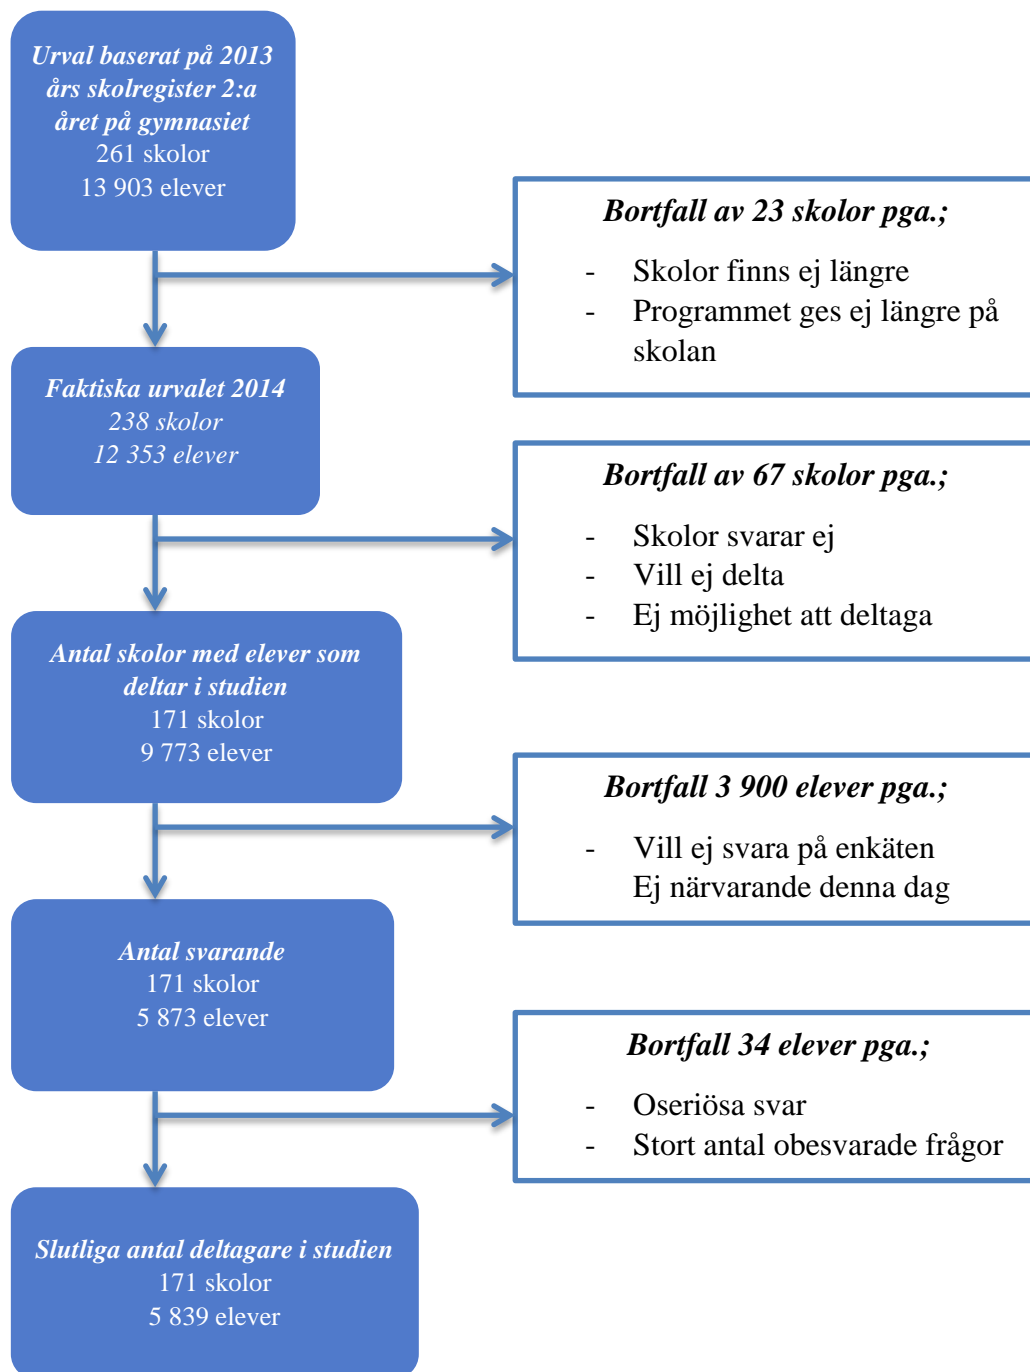 Urval baserat på 2013
års skolregister 2:a
året på gymnasiet
261 skolor
13 903 elever
Bortfall av 23 skolor pga.;
- Skolor finns ej längre
- Programmet ges ej längre på
skolan
Faktiska urvalet 2014
238 skolor
12 353 elever
Bortfall av 67 skolor pga.;
- Skolor svarar ej
- Vill ej delta
- Ej möjlighet att deltaga
Antal skolor med elever som
deltar i studien
171 skolor
9 773 elever
Bortfall 3 900 elever pga.;
- Vill ej svara på enkäten
Ej närvarande denna dag
Antal svarande
171 skolor
5 873 elever
Bortfall 34 elever pga.;
- Oseriösa svar
- Stort antal obesvarade frågor
Slutliga antal deltagare i studien
171 skolor
5 839 elever